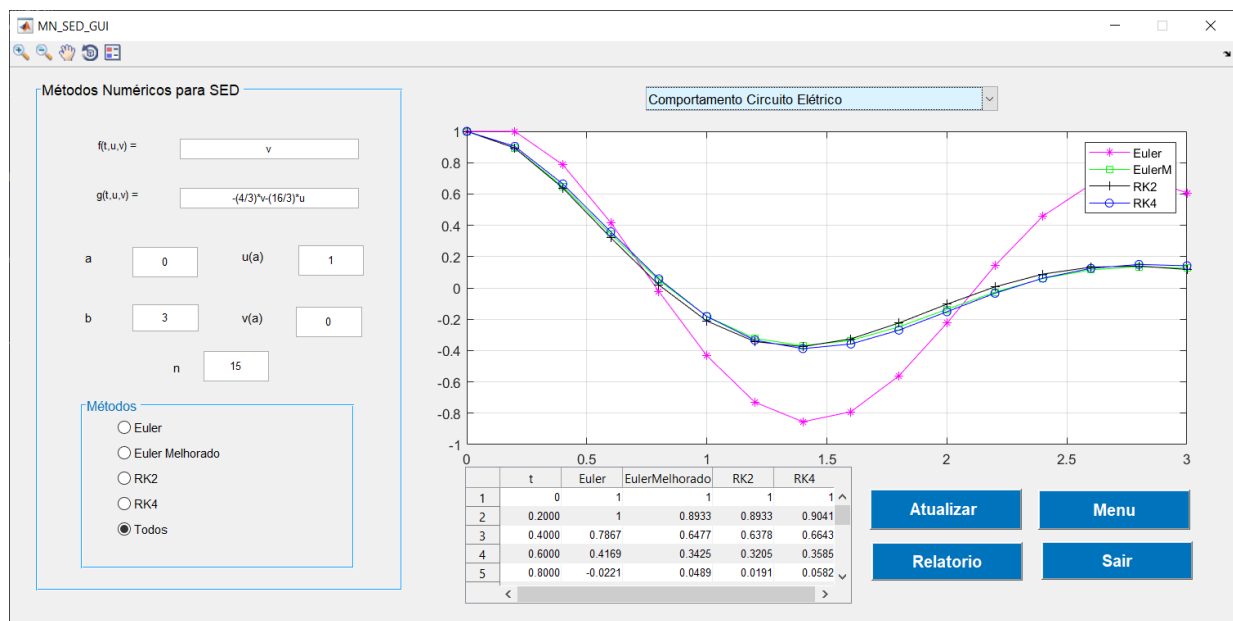 MN_SED_GUI
Métodos Numéricos para SED
f(t,u,v) =
v
g(t,u,v) =
-(4/3)*v-(16/3)*u
a
0
u(a)
1
b
3
v(a)
0
n
15
Métodos
Euler
Euler Melhorado
RK2
RK4
Todos
Comportamento Circuito Elétrico
1
0.8
0.6
0.4
0.2
0
-0.2
-0.4
-0.6
-0.8
-1
0 0.5 1 1.5 2 2.5 3
Euler
EulerM
RK2
RK4
t Euler EulerMelhorado RK2 RK4
1 0 1 1 1 1
2 0.2000 1 0.8933 0.8933 0.9041
3 0.4000 0.7867 0.6477 0.6378 0.6643
4 0.6000 0.4169 0.3425 0.3205 0.3585
5 0.8000 -0.0221 0.0489 0.0191 0.0582
Atualizar
Menu
Relatorio
Sair